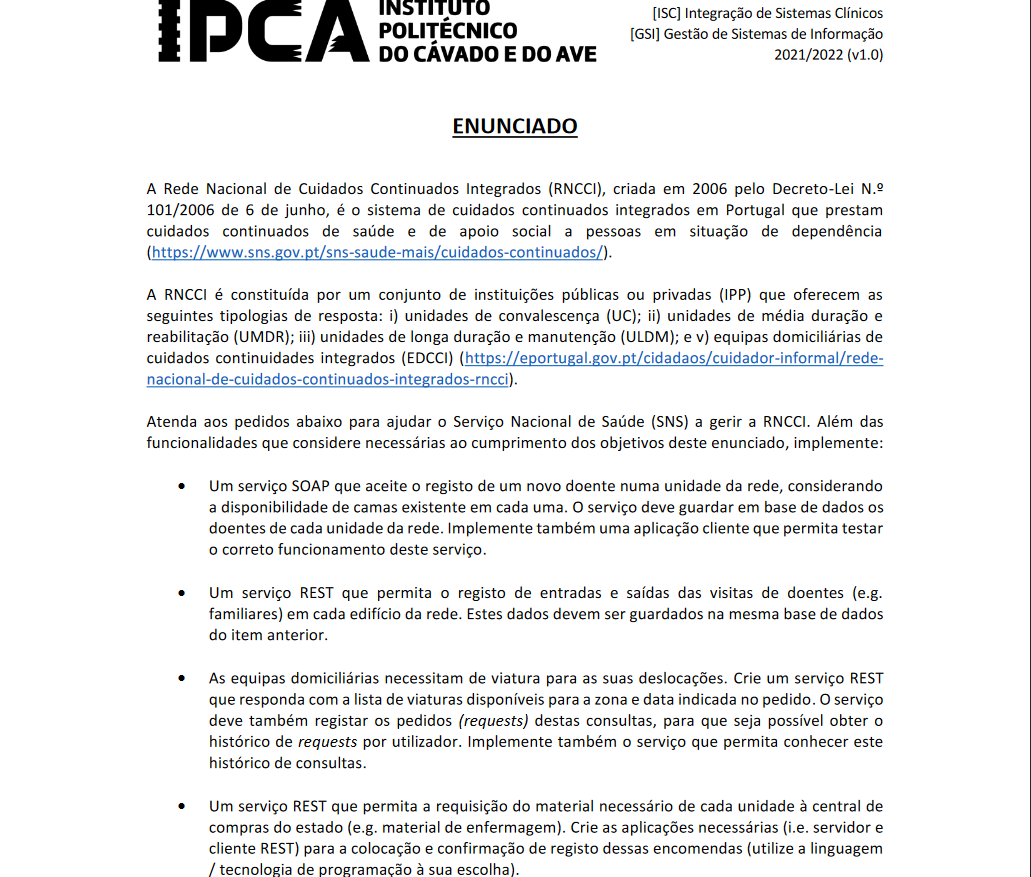 IPCA
INSTITUTO
POLITÉCNICO
DO CÁVADO E DO AVE
[ISC] Integração de Sistemas Clínicos
[GSI] Gestão de Sistemas de Informação
2021/2022 (v1.0)
ENUNCIADO
A Rede Nacional de Cuidados Continuados Integrados (RNCCI), criada em 2006 pelo Decreto-Lei N.º
101/2006 de 6 de junho, é o sistema de cuidados continuados integrados em Portugal que prestam
cuidados continuados de saúde e de apoio social a pessoas em situação de dependência
(https://www.sns.gov.pt/sns-saude-mais/cuidados-continuados/).
A RNCCI é constituída por um conjunto de instituições públicas ou privadas (IPP) que oferecem as
seguintes tipologias de resposta: i) unidades de convalescença (UC); ii) unidades de média duração e
reabilitação (UMDR); iii) unidades de longa duração e manutenção (ULDM); e v) equipas domiciliárias de
cuidados continuidades integrados (EDCCI) (https://eportugal.gov.pt/cidadaos/cuidador-informal/rede-
nacional-de-cuidados-continuados-integrados-rncci).
Atenda aos pedidos abaixo para ajudar o Serviço Nacional de Saúde (SNS) a gerir a RNCCI. Além das
funcionalidades que considere necessárias ao cumprimento dos objetivos deste enunciado, implemente:
• Um serviço SOAP que aceite o registo de um novo doente numa unidade da rede, considerando
a disponibilidade de camas existente em cada uma. O serviço deve guardar em base de dados os
doentes de cada unidade da rede. Implemente também uma aplicação cliente que permita testar
o correto funcionamento deste serviço.
• Um serviço REST que permita o registo de entradas e saídas das visitas de doentes (e.g.
familiares) em cada edifício da rede. Estes dados devem ser guardados na mesma base de dados
do item anterior.
• As equipas domiciliárias necessitam de viatura para as suas deslocações. Crie um serviço REST
que responda com a lista de viaturas disponíveis para a zona e data indicada no pedido. O serviço
deve também registar os pedidos (requests) destas consultas, para que seja possível obter o
histórico de requests por utilizador. Implemente também o serviço que permita conhecer este
histórico de consultas.
• Um serviço REST que permita a requisição do material necessário de cada unidade à central de
compras do estado (e.g. material de enfermagem). Crie as aplicações necessárias (i.e. servidor e
cliente REST) para a colocação e confirmação de registo dessas encomendas (utilize a linguagem
/ tecnologia de programação à sua escolha).